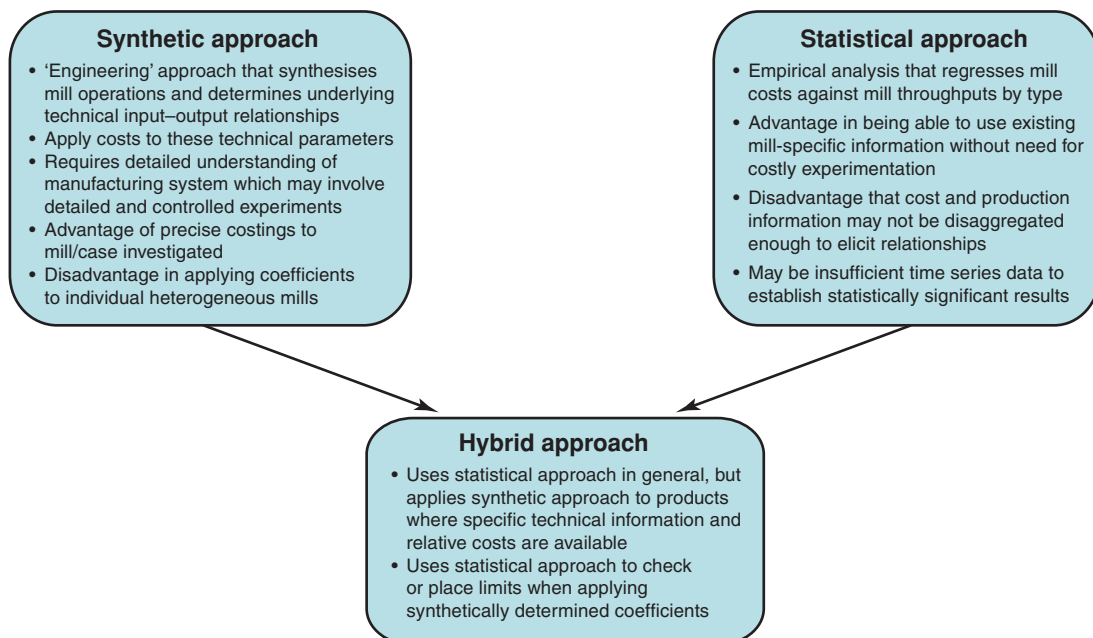 Synthetic approach
• ‘Engineering’ approach that synthesises
mill operations and determines underlying
technical input–output relationships
• Apply costs to these technical parameters
• Requires detailed understanding of
manufacturing system which may involve
detailed and controlled experiments
• Advantage of precise costings to
mill/case investigated
• Disadvantage in applying coefficients
to individual heterogeneous mills
Statistical approach
• Empirical analysis that regresses mill
costs against mill throughputs by type
• Advantage in being able to use existing
mill-specific information without need for
costly experimentation
• Disadvantage that cost and production
information may not be disaggregated
enough to elicit relationships
• May be insufficient time series data to
establish statistically significant results
Hybrid approach
• Uses statistical approach in general, but
applies synthetic approach to products
where specific technical information and
relative costs are available
• Uses statistical approach to check
or place limits when applying
synthetically determined coefficients